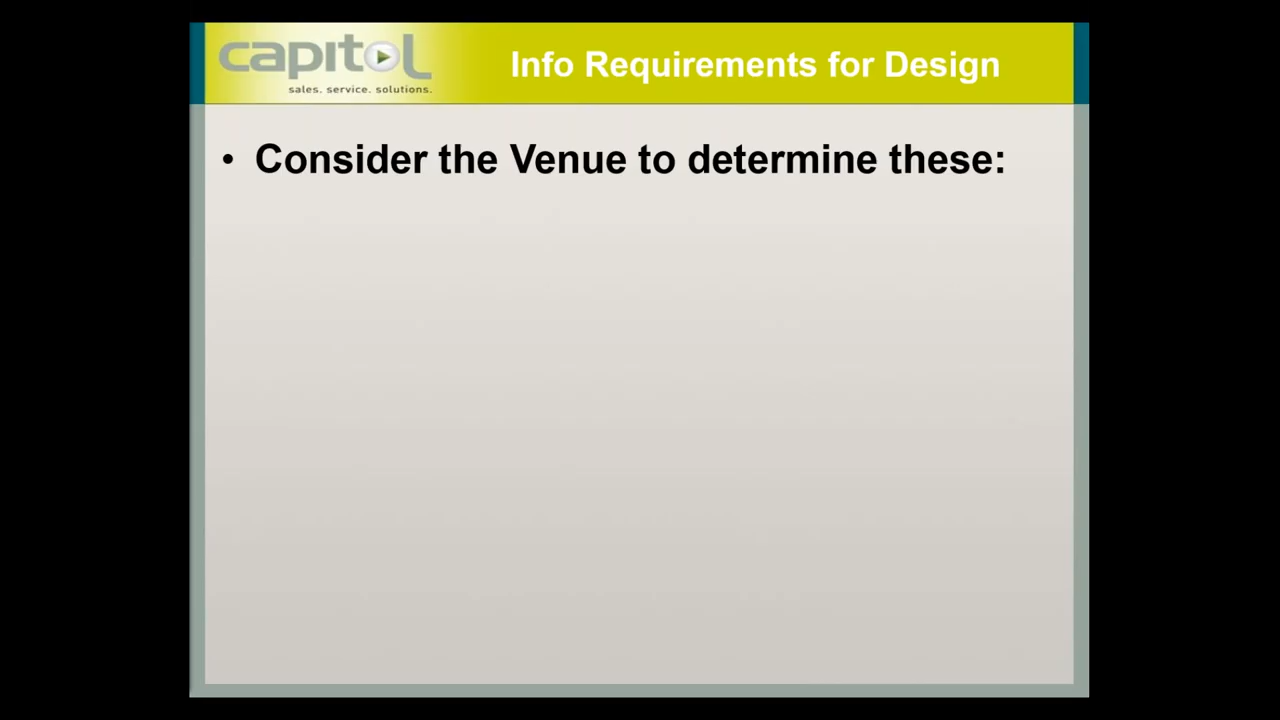 capitol
sales. service. solutions.
Info Requirements for Design
• Consider the Venue to determine these: